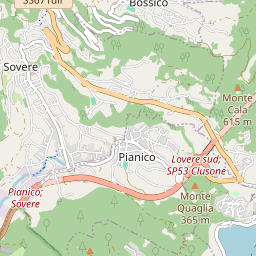 SS671dir
Bossico
Sovere
Monte
Cala
615 m
Pianico
Lovere sud;
SP53 Clusone
Pianico;
Sovere
Monte
Quaglia
365 m